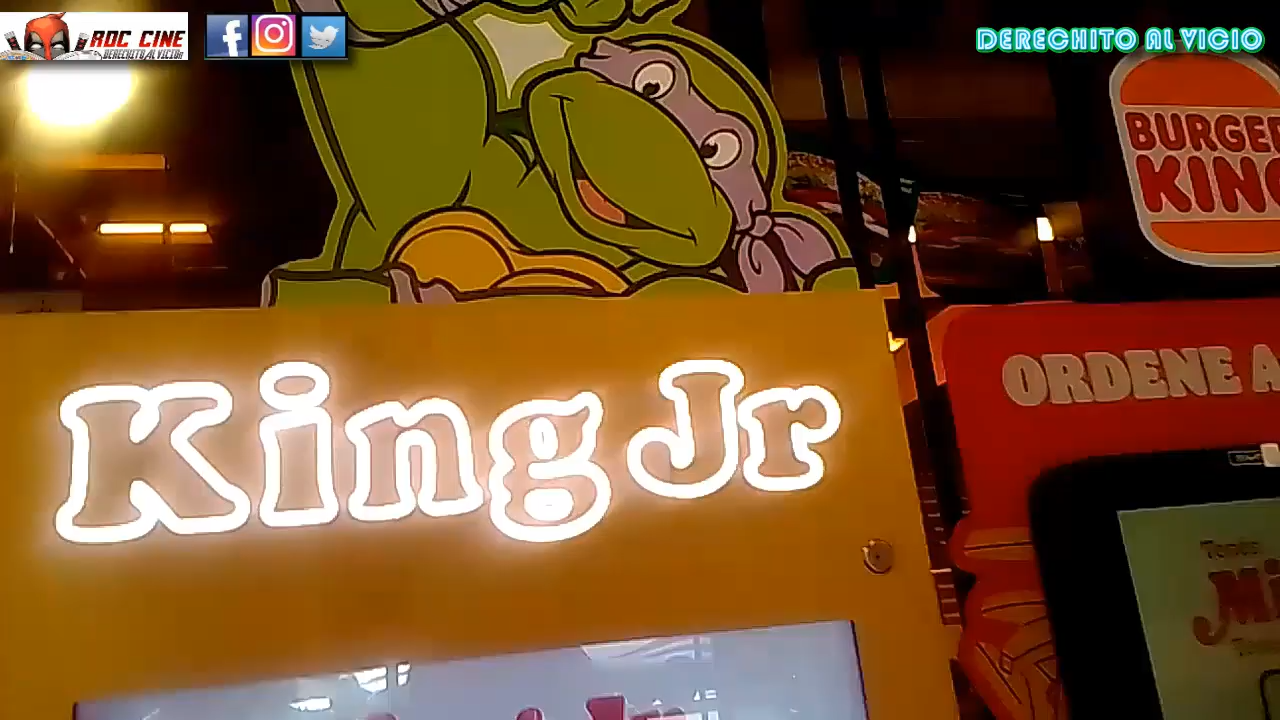 ROC CINE
DERECHITO AL VICIO
DERECHITO AL VICIO
BURGER
KING
King Jr
ORDENE A